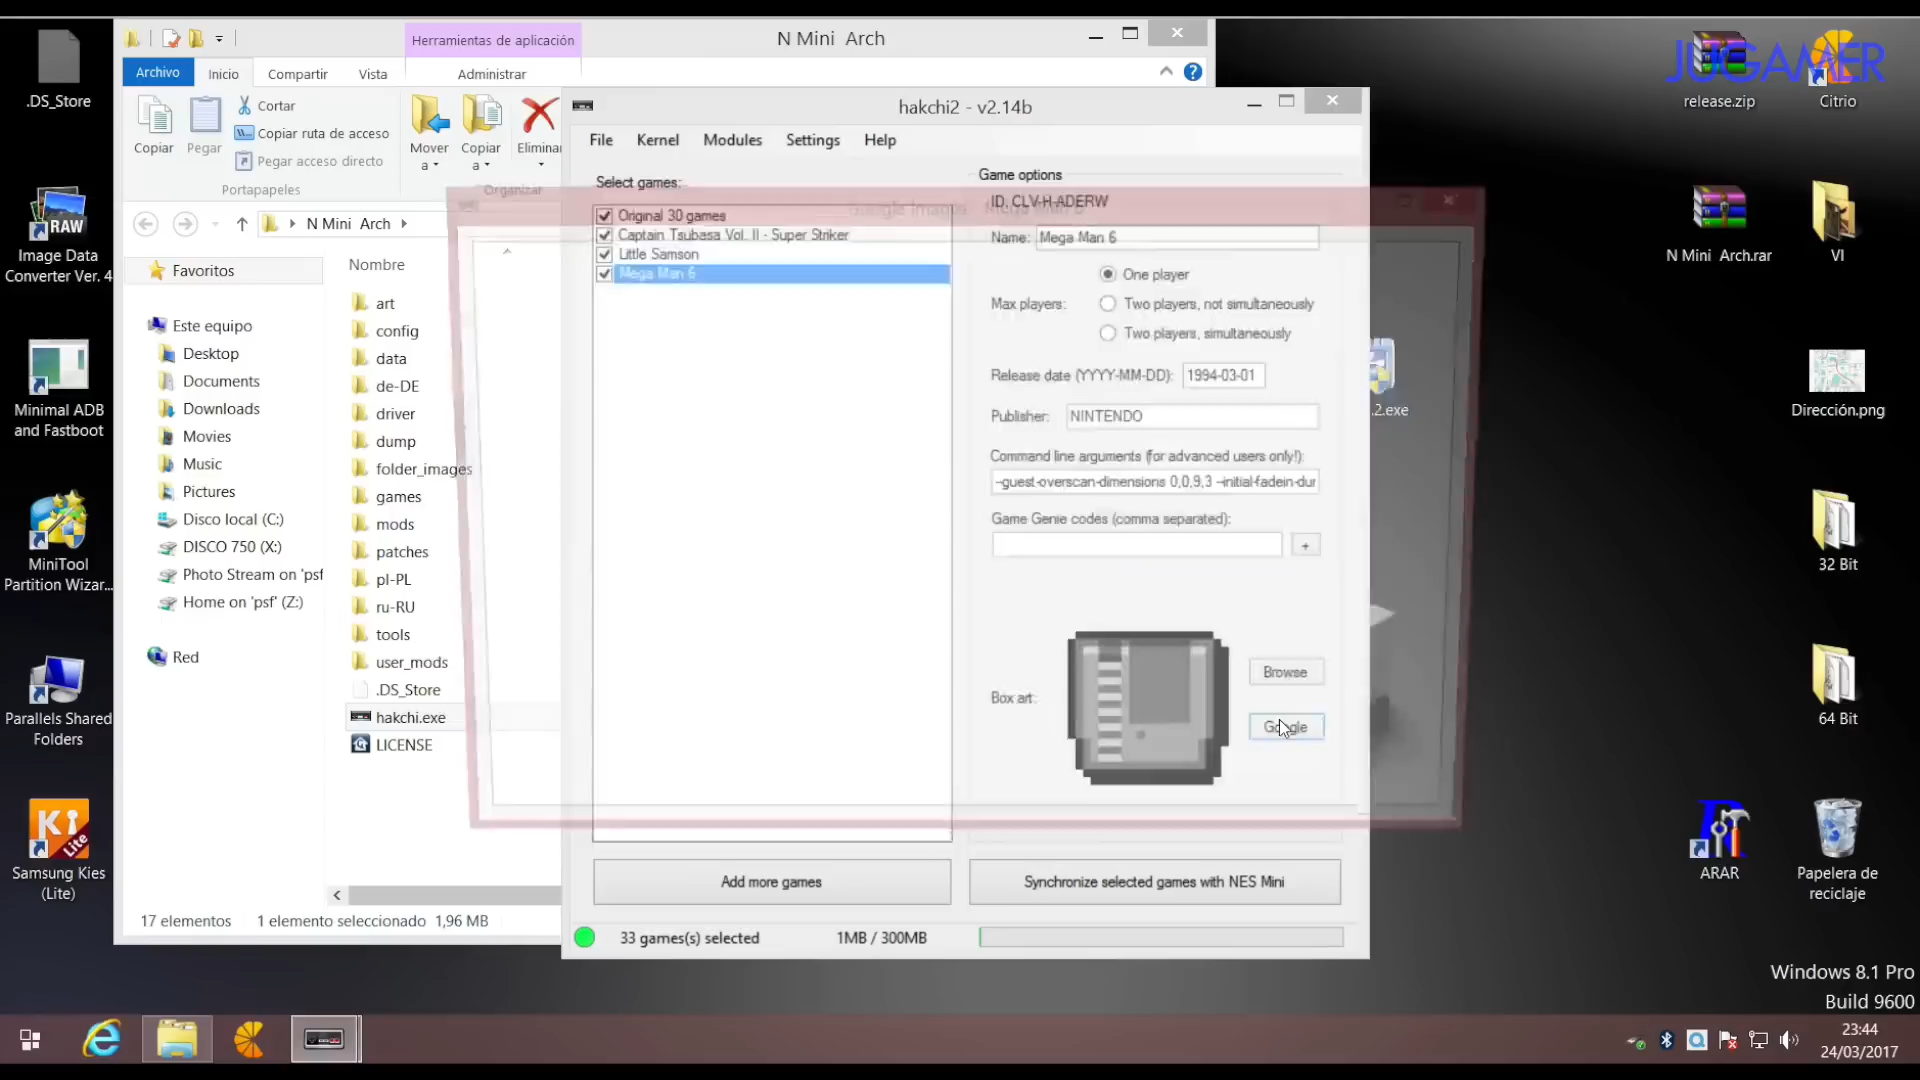 Herramientas de aplicación
N Mini Arch
Archivo
Inicio
Compartir
Vista
Administrar
Copiar
Pegar
Cortar
Copiar ruta de acceso
Pegar acceso directo
Portapapeles
Mover a
Copiar a
Eliminar
Organizar
N Mini Arch
Favoritos
Este equipo
Desktop
Documents
Downloads
Movies
Music
Pictures
Disco local (C:)
DISCO 750 (X:)
Photo Stream on 'psf
Home on 'psf' (Z:)
Red
Nombre
art
config
data
de-DE
driver
dump
folder_images
games
mods
patches
pl-PL
ru-RU
tools
user_mods
.DS_Store
hakchi.exe
LICENSE
17 elementos
1 elemento seleccionado 1,96 MB
hakchi2 - v2.14b
File
Kernel
Modules
Settings
Help
Select games:
Original 30 games
Captain Tsubasa Vol. II - Super Striker
Little Samson
Mega Man 6
Game options
ID: CLV-H-ADERW
Name: Mega Man 6
Max players:
One player
Two players, not simultaneously
Two players, simultaneously
Release date (YYYY-MM-DD): 1994-03-01
Publisher: NINTENDO
Command line arguments (for advanced users only!):
--guest-overscan-dimensions 0,0,9,3 --initial-fadein-dur
Game Genie codes (comma separated):
+
Box art:
Browse
Google
Add more games
Synchronize selected games with NES Mini
33 games(s) selected
1MB / 300MB
.DS_Store
RAW
Image Data
Converter Ver. 4
Minimal ADB
and Fastboot
MiniTool
Partition Wizar...
Parallels Shared
Folders
Ki
Lite
Samsung Kies
(Lite)
JUGAMER
release.zip
Citrio
N Mini Arch.rar
VI
.2.exe
Dirección.png
32 Bit
64 Bit
ARAR
Papelera de
reciclaje
Windows 8.1 Pro
Build 9600
23:44
24/03/2017